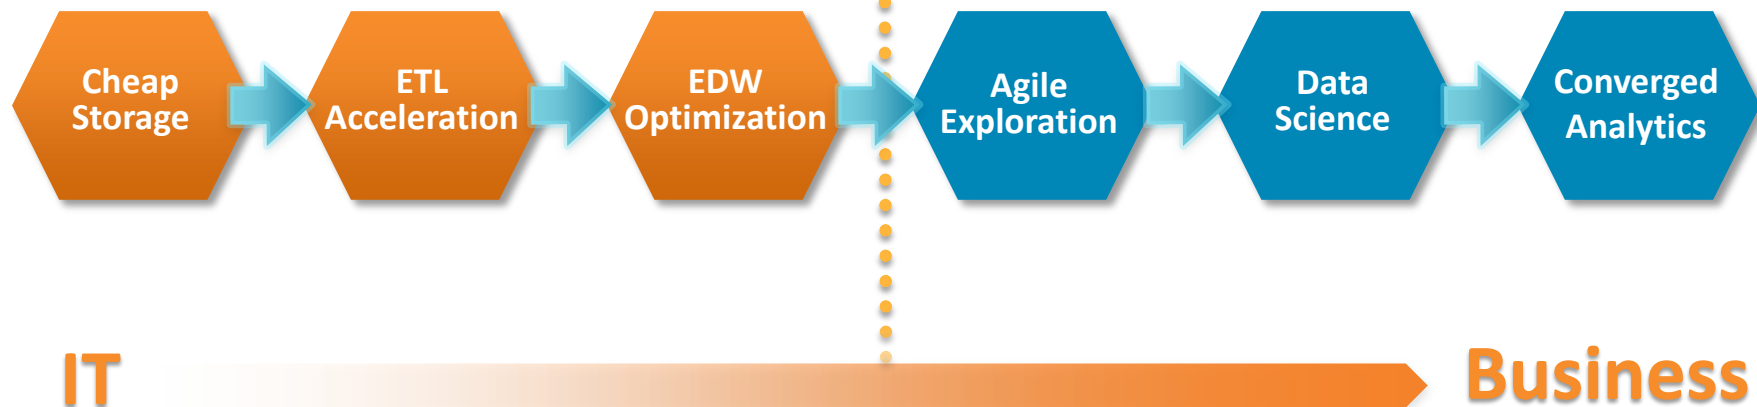 Cheap
Storage
ETL
Acceleration
EDW
Optimization
Agile
Exploration
Data
Science
Converged
Analytics
IT
Business